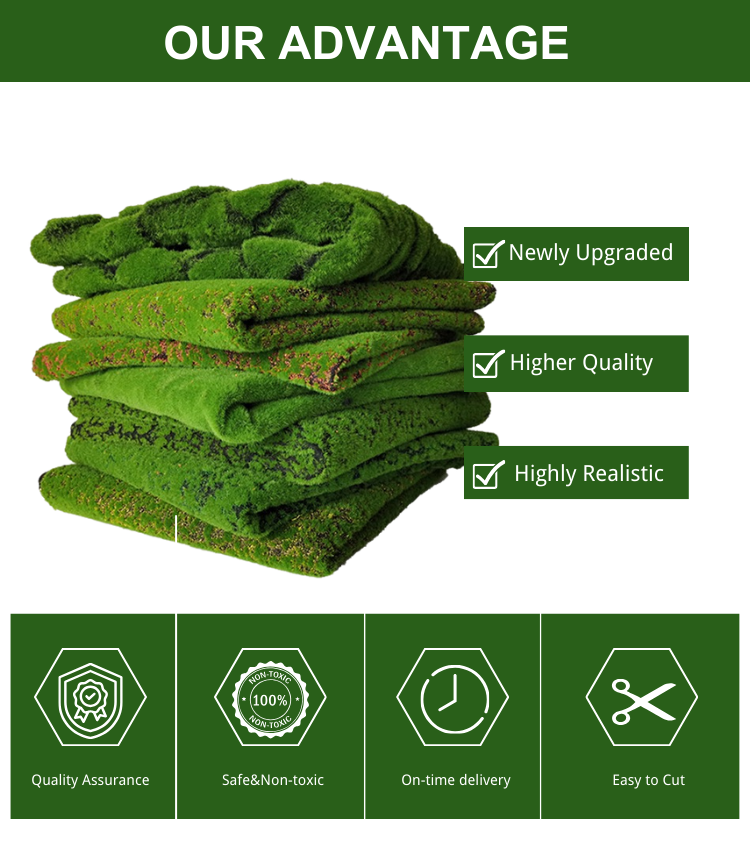 OUR ADVANTAGE
Newly Upgraded
Higher Quality
Highly Realistic
NON-TOXIC
100%
NON-TOXIC
Quality Assurance
Safe&Non-toxic
On-time delivery
Easy to Cut